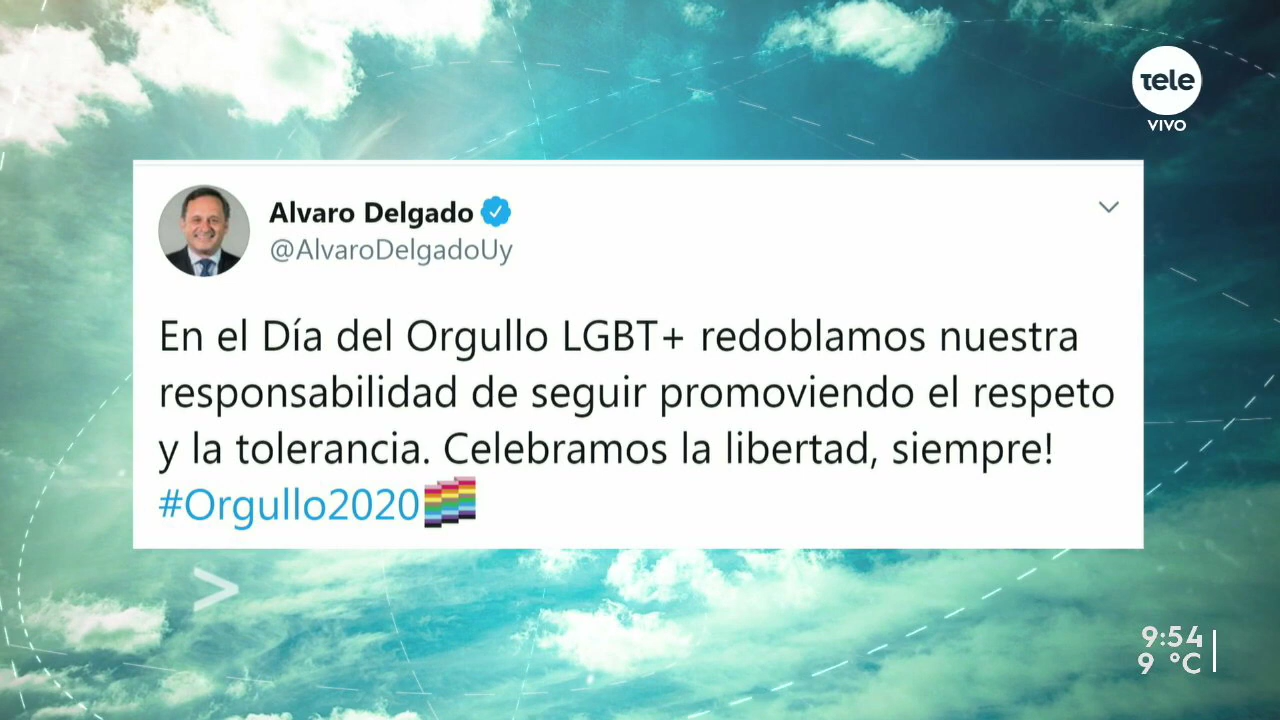 tele
VIVO
Alvaro Delgado
@AlvaroDelgadoUy
En el Día del Orgullo LGBT+ redoblamos nuestra
responsabilidad de seguir promoviendo el respeto
y la tolerancia. Celebramos la libertad, siempre!
#Orgullo2020
9:54
9 °C